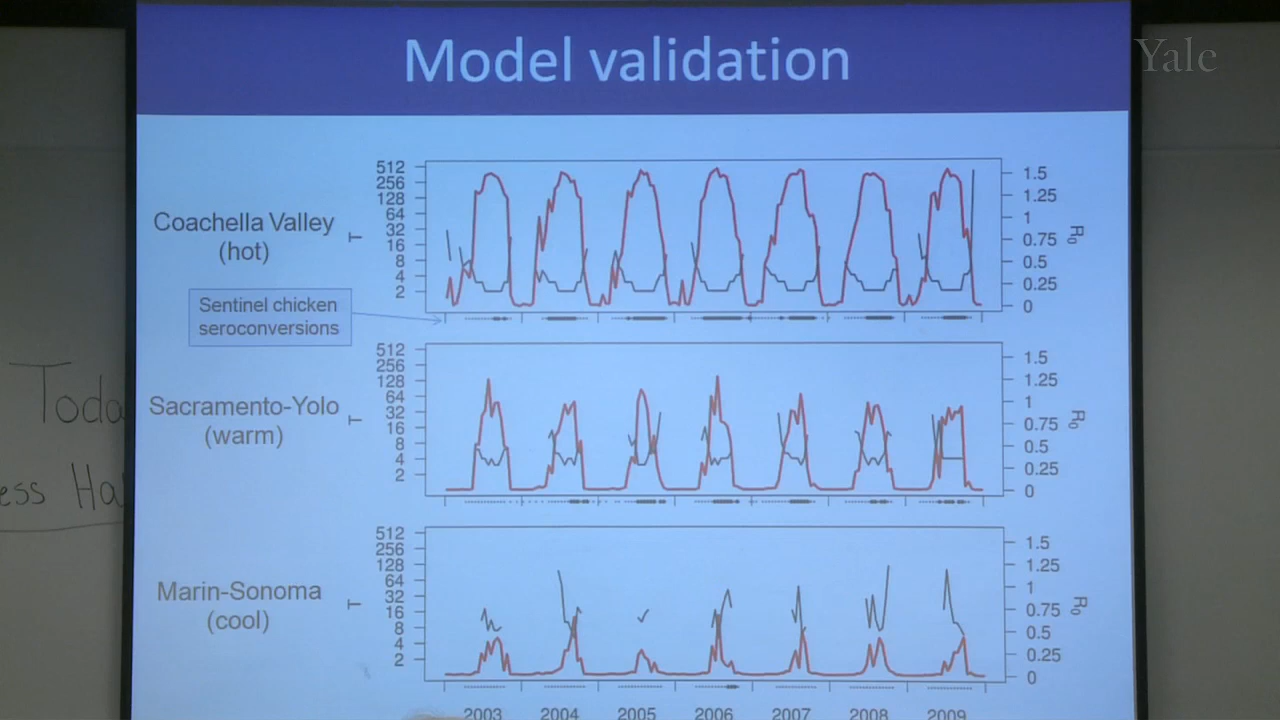 Model validation
Yale
Coachella Valley
(hot)
T
512
256
128
64
32
16
8
4
2
1.5
1.25
1
0.75
0.5
0.25
0
R₀
Sentinel chicken
seroconversions
Sacramento-Yolo
(warm)
T
512
256
128
64
32
16
8
4
2
1.5
1.25
1
0.75
0.5
0.25
0
R₀
Marin-Sonoma
(cool)
T
512
256
128
64
32
16
8
4
2
1.5
1.25
1
0.75
0.5
0.25
0
R₀
2003 2004 2005 2006 2007 2008 2009
Toda
ess Ha